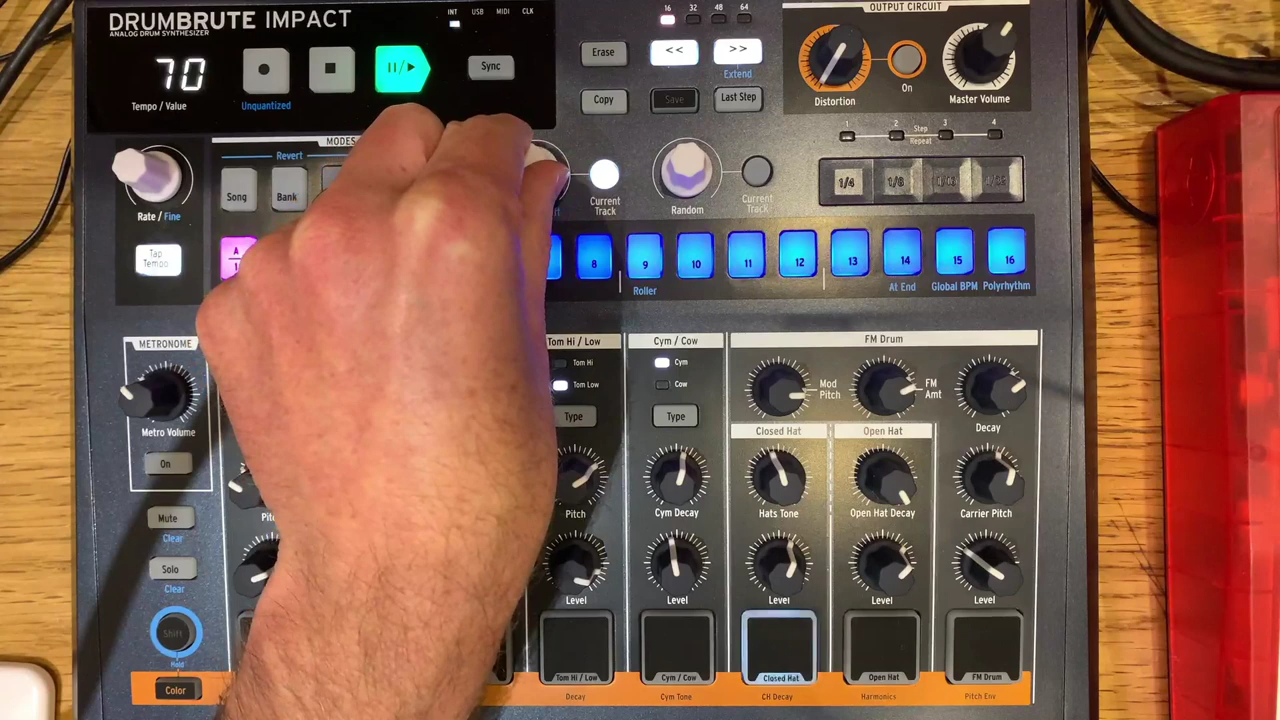 DRUMBRUTE IMPACT
ANALOG DRUM SYNTHESIZER
INT USB MIDI CLK
16 32 48 64
OUTPUT CIRCUIT
70
Tempo / Value
Unquantized
Sync
Erase
<< >>
Extend
Copy
Save
Last Step
Distortion
On
Master Volume
MODES
Revert
Song
Bank
Rate / Fine
Tap
Tempo
Current
Track
Random
Current
Track
1 2 3 4
Step
Repeat
1/4 1/8
A
1
8 9 10 11 12 13 14 15 16
Roller
At End
Global BPM
Polyrhythm
METRONOME
Metro Volume
On
Mute
Clear
Solo
Clear
Shift
Hold
Color
Tom Hi / Low
Tom Hi
Tom Low
Type
Pitch
Level
Tom Hi / Low
Decay
Cym / Cow
Cym
Cow
Type
Cym Decay
Level
Cym / Cow
Cym Tone
FM Drum
Mod
Pitch
FM
Amt
Decay
Closed Hat
Hats Tone
Level
Closed Hat
CH Decay
Open Hat
Open Hat Decay
Level
Open Hat
Harmonics
Carrier Pitch
Level
FM Drum
Pitch Env